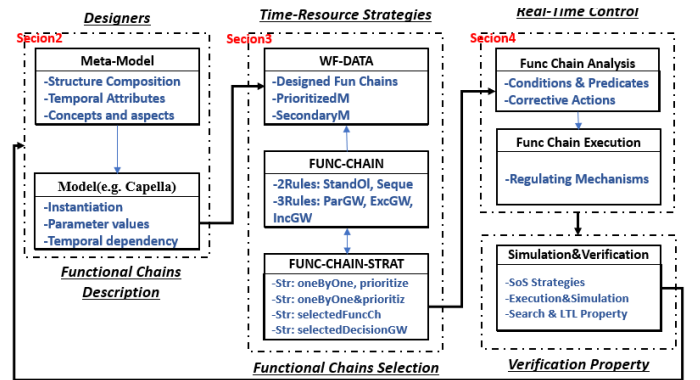 Designers
Secion2
Meta-Model
-Structure Composition
-Temporal Attributes
-Concepts and aspects
Model(e.g. Capella)
-Instantiation
-Parameter values
-Temporal dependency
Functional Chains
Description
Time-Resource Strategies
Secion3
WF-DATA
-Designed Fun Chains
-PrioritizedM
-SecondaryM
FUNC-CHAIN
-2Rules: StandOl, Seque
-3Rules: ParGW, ExcGW,
IncGW
FUNC-CHAIN-STRAT
-Str: oneByOne, prioritize
-Str: oneByOne&prioritiz
-Str: selectedFuncCh
-Str: selectedDecisionGW
Functional Chains Selection
Real-Time Control
Secion4
Func Chain Analysis
-Conditions & Predicates
-Corrective Actions
Func Chain Execution
-Regulating Mechanisms
Simulation&Verification
-SoS Strategies
-Execution&Simulation
-Search & LTL Property
Verification Property